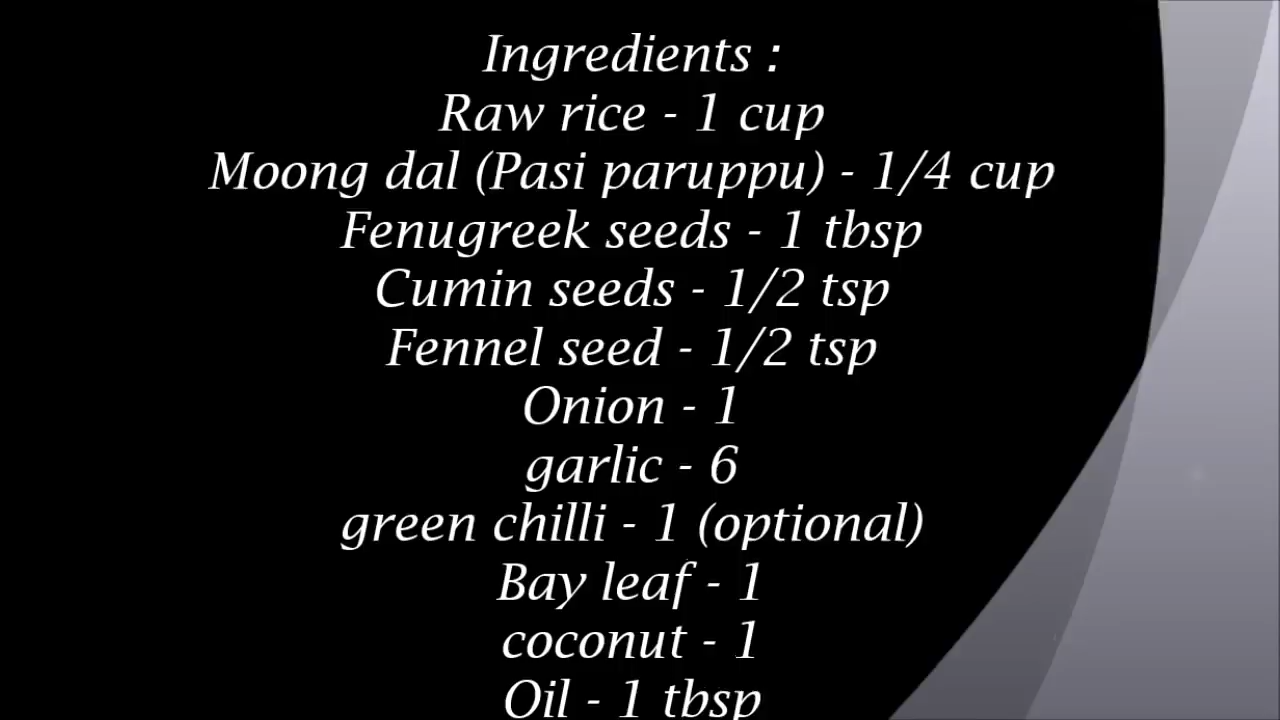 Ingredients :
Raw rice - 1 cup
Moong dal (Pasi paruppu) - 1/4 cup
Fenugreek seeds - 1 tbsp
Cumin seeds - 1/2 tsp
Fennel seed - 1/2 tsp
Onion - 1
garlic - 6
green chilli - 1 (optional)
Bay leaf - 1
coconut - 1
Oil - 1 tbsp